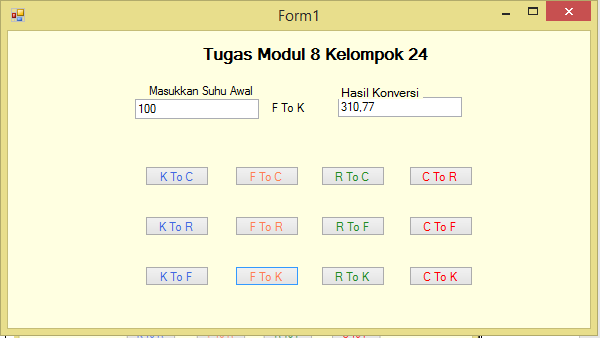 Form1
Tugas Modul 8 Kelompok 24
Masukkan Suhu Awal
Hasil Konversi
100
F To K
310,77
K To C
F To C
R To C
C To R
K To R
F To R
R To F
C To F
K To F
F To K
R To K
C To K